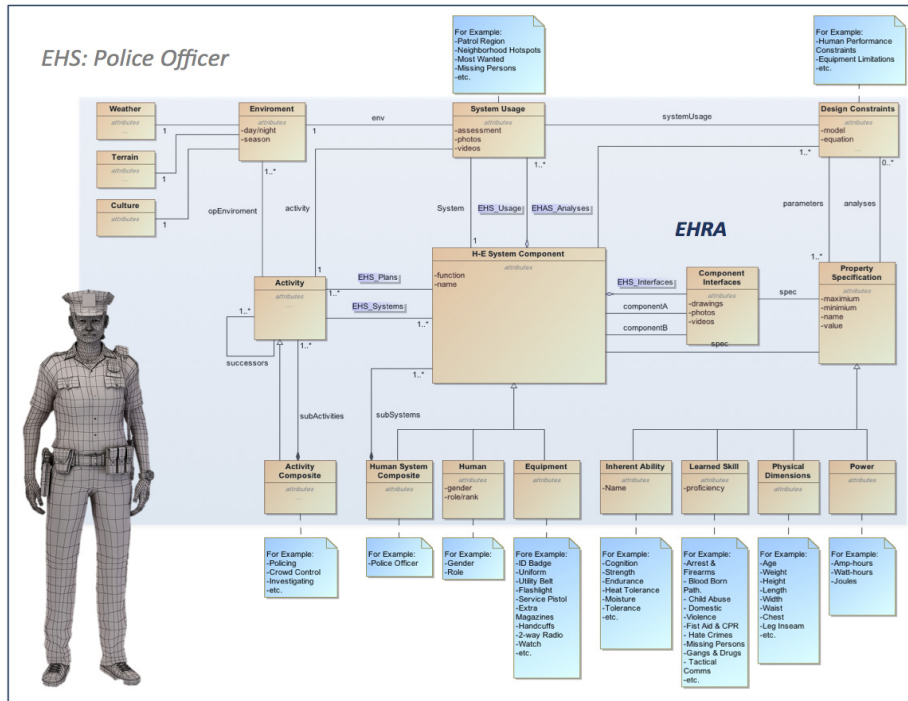 EHS: Police Officer
For Example:
-Patrol Region
-Neighborhood Hotspots
-Most Wanted
-Missing Persons
-etc.
For Example:
-Human Performance
Constraints
-Equipment Limitations
-etc.
Weather
attributes
...
Terrain
attributes
...
Culture
attributes
...
1
1
1
Enviroment
attributes
-day/night
-season
1
env
1..*
System Usage
attributes
-assessment
-photos
-videos
1..*
systemUsage
Design Constraints
attributes
-model
-equation
...
1..*
0..*
opEnviroment
activity
System
EHS_Usage
EHAS_Analyses
EHRA
parameters
analyses
1
1
1..*
Activity
attributes
...
EHS_Plans
1..*
EHS_Systems
1..*
1..*
1..*
successors
subActivities
H-E System Component
attributes
-function
-name
1..*
subSystems
EHS_Interfaces
componentA
componentB
Component
Interfaces
attributes
-drawings
-photos
-videos
spec
spec
Property
Specification
attributes
-maximium
-minimium
-name
-value
Activity
Composite
attributes
...
Human System
Composite
attributes
Human
attributes
-gender
-role/rank
Equipment
attributes
Inherent Ability
attributes
-Name
Learned Skill
attributes
-proficiency
Physical
Dimensions
attributes
Power
attributes
For Example:
-Policing
-Crowd Control
-Investigating
-etc.
For Example:
-Police Officer
For Example:
-Gender
-Role
For Example:
-ID Badge
-Uniform
-Utility Belt
-Flashlight
-Service Pistol
-Extra
Magazines
-Handcuffs
-2-way Radio
-Watch
-etc.
For Example:
-Cognition
-Strength
-Endurance
-Heat Tolerance
-Moisture
-Tolerance
-etc.
For Example:
-Arrest &
Firearms
- Blood Born
Path.
- Child Abuse
- Domestic
Violence
-Fist Aid & CPR
- Hate Crimes
-Missing Persons
-Gangs & Drugs
- Tactical
Comms
-etc.
For Example:
-Age
-Weight
-Height
-Length
-Width
-Waist
-Chest
-Leg Inseam
-etc.
For Example:
-Amp-hours
-Watt-hours
-Joules